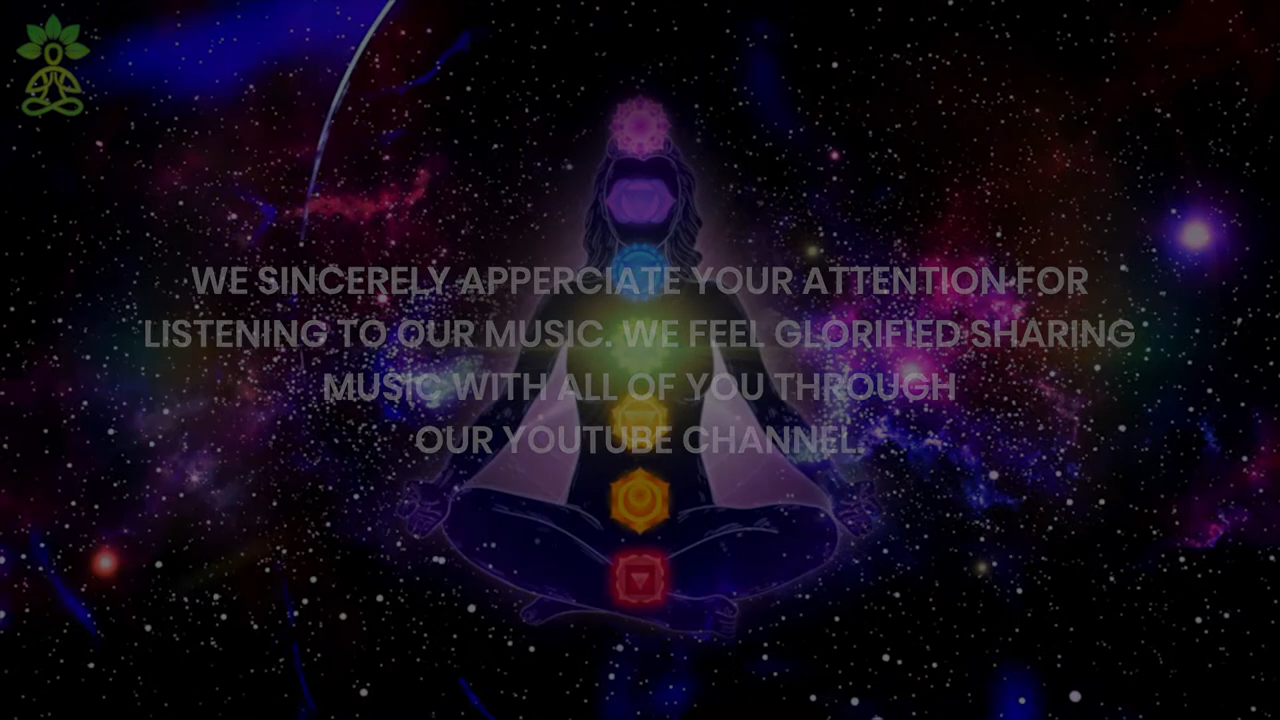 WE SINCERELY APPERCIATE YOUR ATTENTION FOR
LISTENING TO OUR MUSIC. WE FEEL GLORIFIED SHARING
MUSIC WITH ALL OF YOU THROUGH
OUR YOUTUBE CHANNEL.